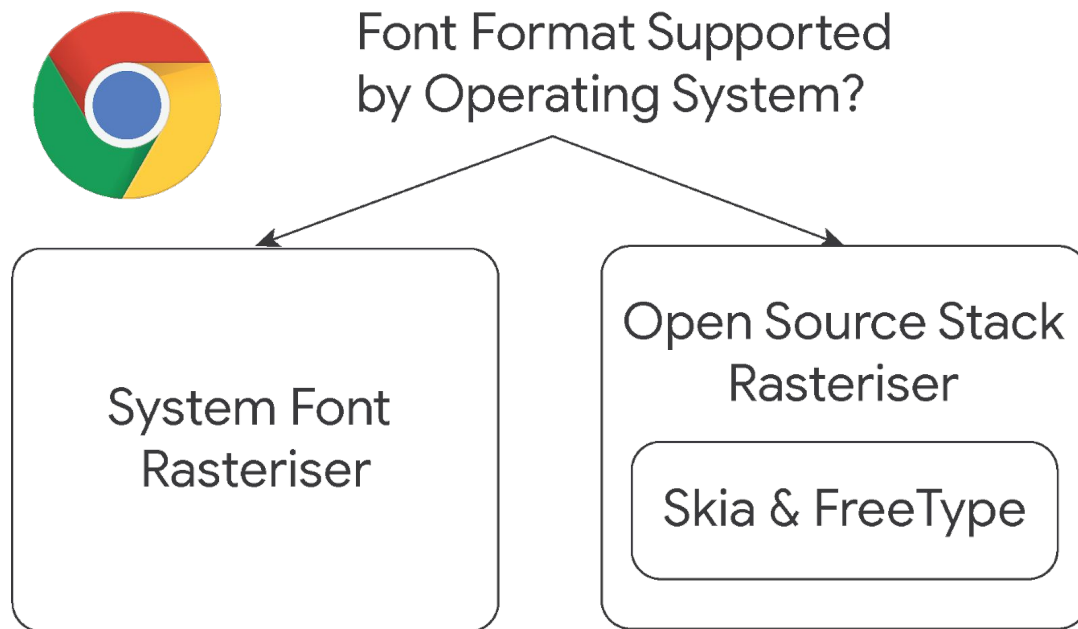 Font Format Supported
by Operating System?
System Font
Rasteriser
Open Source Stack
Rasteriser
Skia & FreeType